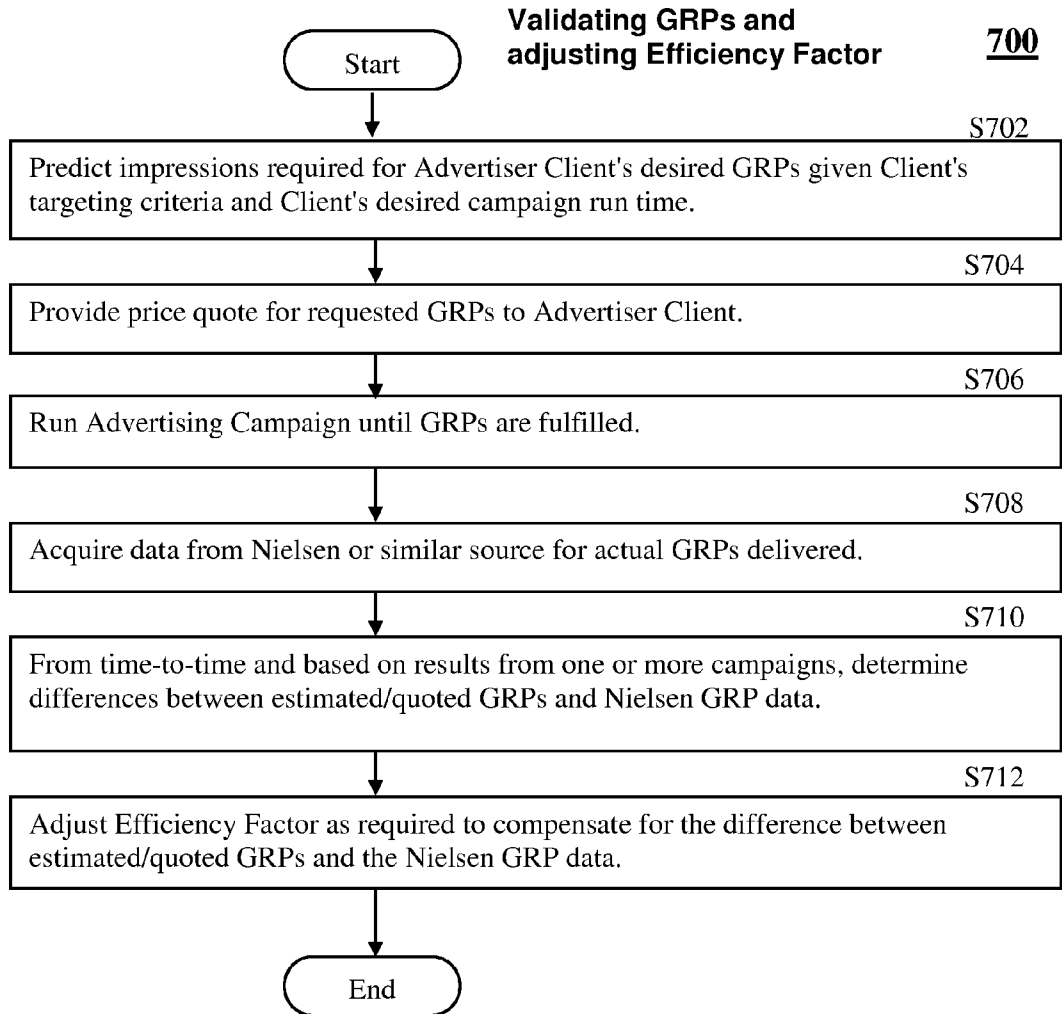 Validating GRPs and
adjusting Efficiency Factor
700
Start
S702
Predict impressions required for Advertiser Client's desired GRPs given Client's
targeting criteria and Client's desired campaign run time.
S704
Provide price quote for requested GRPs to Advertiser Client.
S706
Run Advertising Campaign until GRPs are fulfilled.
S708
Acquire data from Nielsen or similar source for actual GRPs delivered.
S710
From time-to-time and based on results from one or more campaigns, determine
differences between estimated/quoted GRPs and Nielsen GRP data.
S712
Adjust Efficiency Factor as required to compensate for the difference between
estimated/quoted GRPs and the Nielsen GRP data.
End